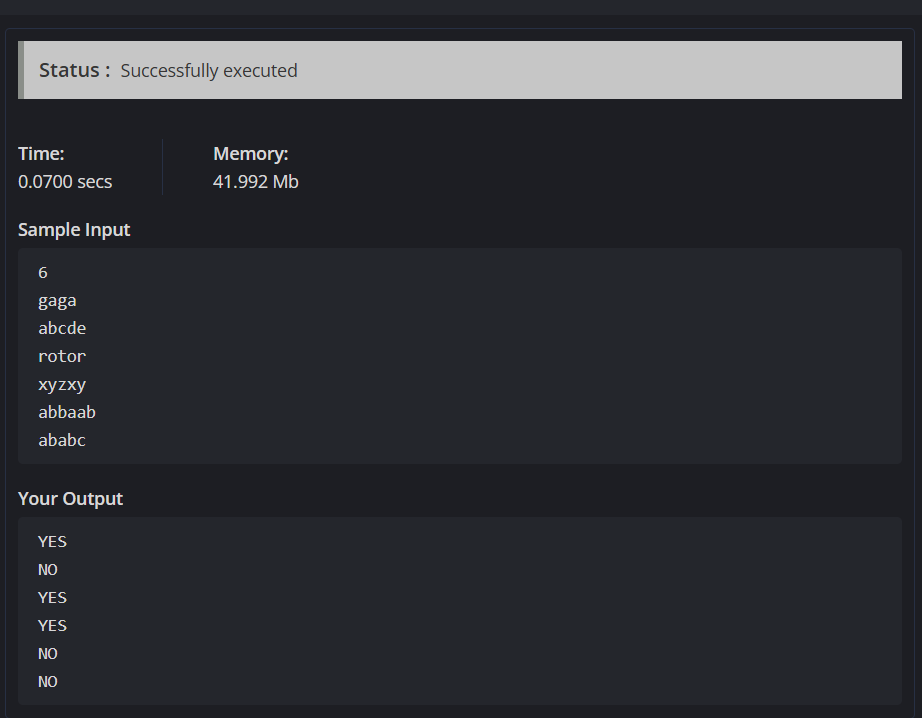 Status : Successfully executed
Time: Memory:
0.0700 secs 41.992 Mb
Sample Input
6
gaga
abcde
rotor
xyzxy
abbaab
ababc
Your Output
YES
NO
YES
YES
NO
NO